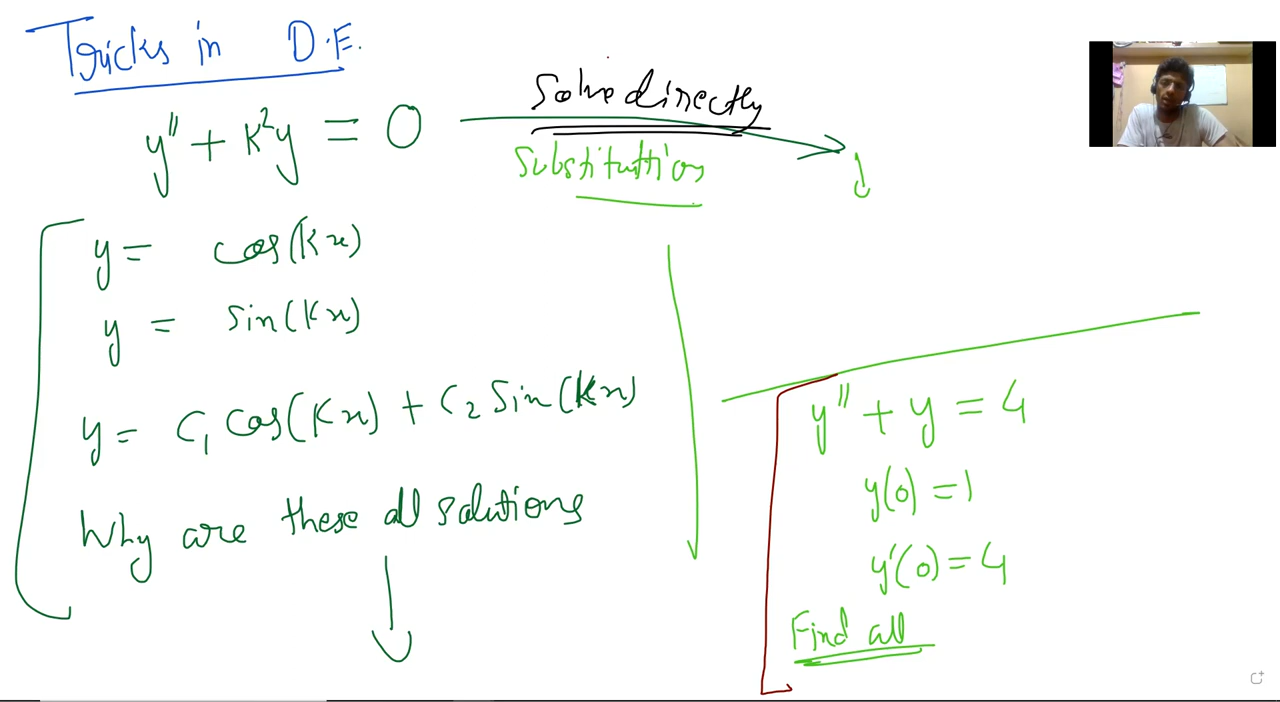 Tricks in D.E.
y'' + K²y = 0
Solve directly
Substituttion
y = cos(Kx)
y = Sin(Kx)
y = C₁ Cos(Kx) + C₂ Sin(Kx)
Why are these all solutions
y'' + y = 4
y(0) = 1
y'(0) = 4
Find all